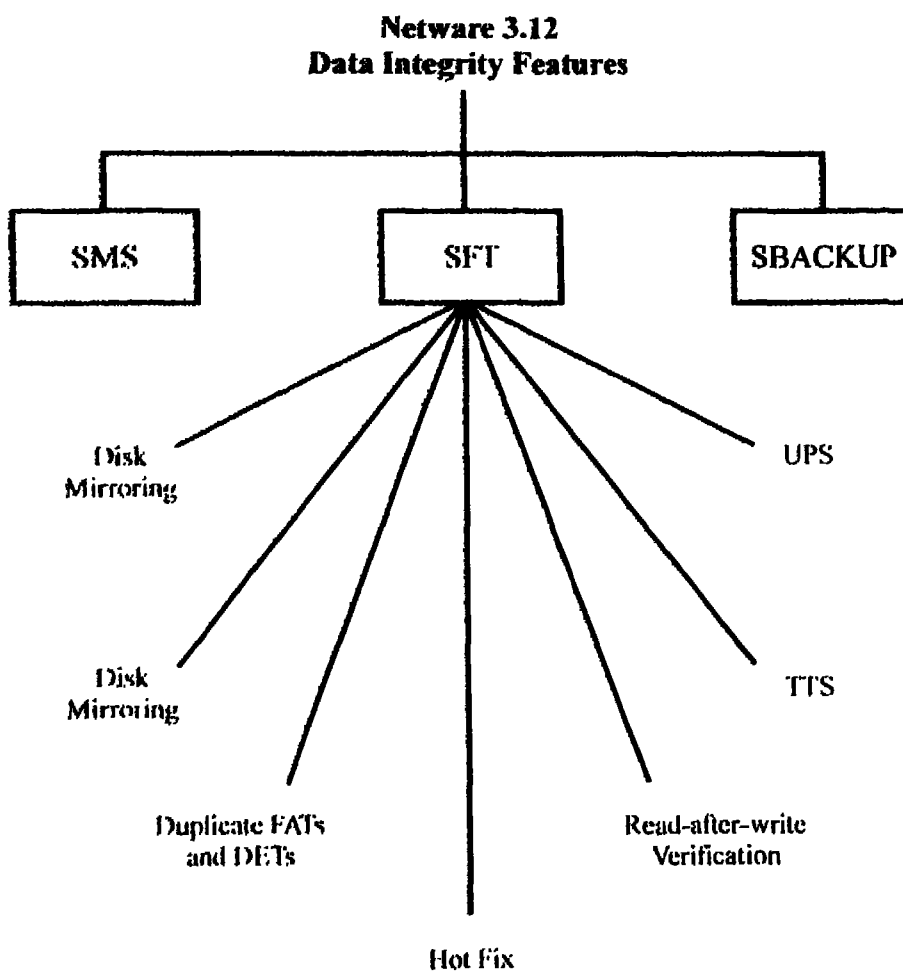 Netware 3.12
Data Integrity Features
SMS
SFT
SBACKUP
Disk
Mirroring
UPS
Disk
Mirroring
TTS
Duplicate FATs
and DETs
Read-after-write
Verification
Hot Fix